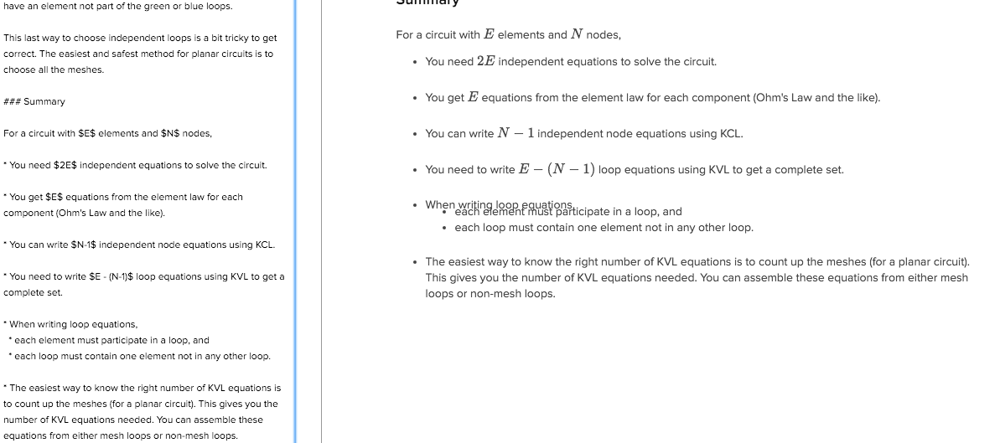 have an element not part of the green or blue loops.
This last way to choose independent loops is a bit tricky to get
correct. The easiest and safest method for planar circuits is to
choose all the meshes.
### Summary
For a circuit with $E$ elements and $N$ nodes,
* You need $2E$ independent equations to solve the circuit.
* You get $E$ equations from the element law for each
component (Ohm's Law and the like).
* You can write $N-1$ independent node equations using KCL.
* You need to write $E - (N-1)$ loop equations using KVL to get a
complete set.
* When writing loop equations,
* each element must participate in a loop, and
* each loop must contain one element not in any other loop.
* The easiest way to know the right number of KVL equations is
to count up the meshes (for a planar circuit). This gives you the
number of KVL equations needed. You can assemble these
equations from either mesh loops or non-mesh loops.
Summary
For a circuit with E elements and N nodes,
• You need 2E independent equations to solve the circuit.
• You get E equations from the element law for each component (Ohm's Law and the like).
• You can write N − 1 independent node equations using KCL.
• You need to write E − (N − 1) loop equations using KVL to get a complete set.
• When writing loop equations,
• each element must participate in a loop, and
• each loop must contain one element not in any other loop.
• The easiest way to know the right number of KVL equations is to count up the meshes (for a planar circuit).
This gives you the number of KVL equations needed. You can assemble these equations from either mesh
loops or non-mesh loops.